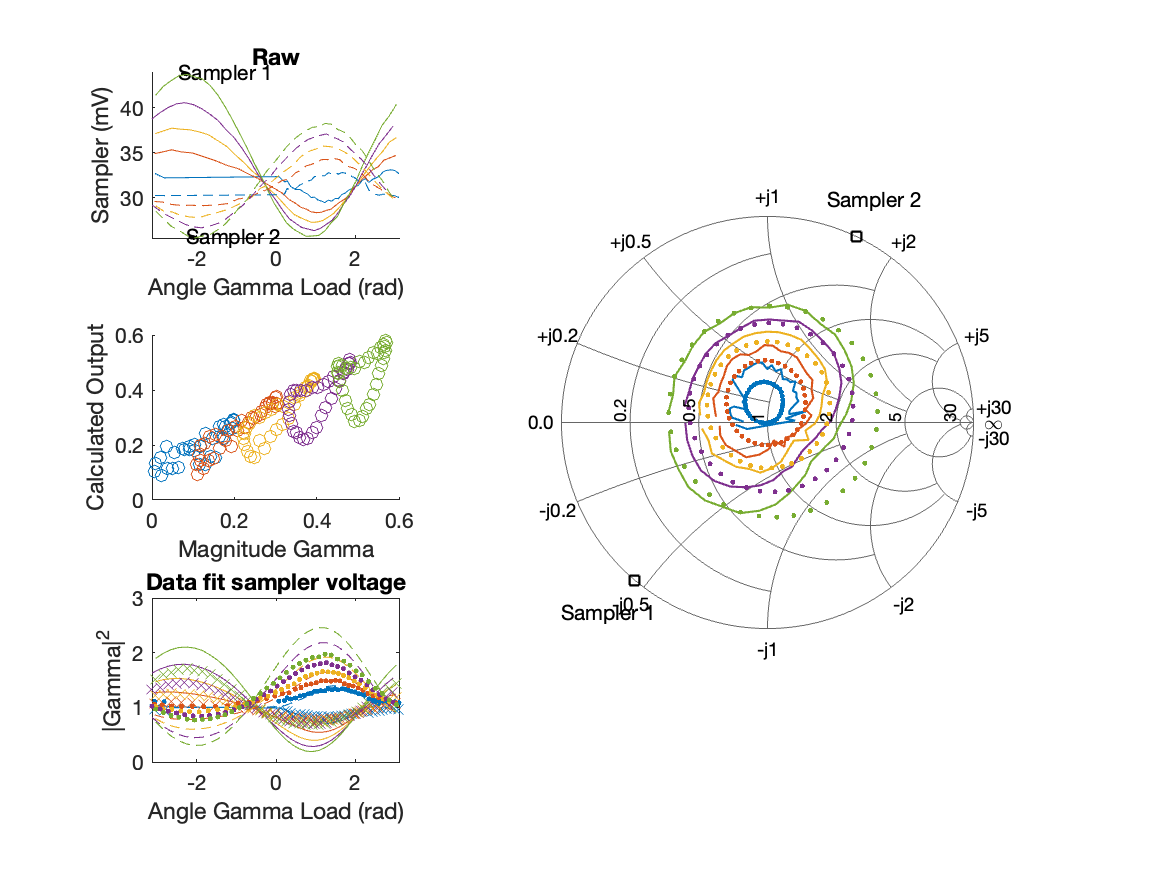 Raw
Sampler 1
40
35
30
Sampler (mV)
Sampler 2
-2
0
2
Angle Gamma Load (rad)
0.6
0.4
0.2
0
Calculated Output
0
0.2
0.4
0.6
Magnitude Gamma
Data fit sampler voltage
3
2
1
0
|Gamma|²
-2
0
2
Angle Gamma Load (rad)
+j1
Sampler 2
+j0.5
+j2
+j0.2
+j5
0.0
0.2
0.5
1
2
5
30
+j30
∞
-j30
-j0.2
-j5
-j0.5
Sampler 1
-j2
-j1